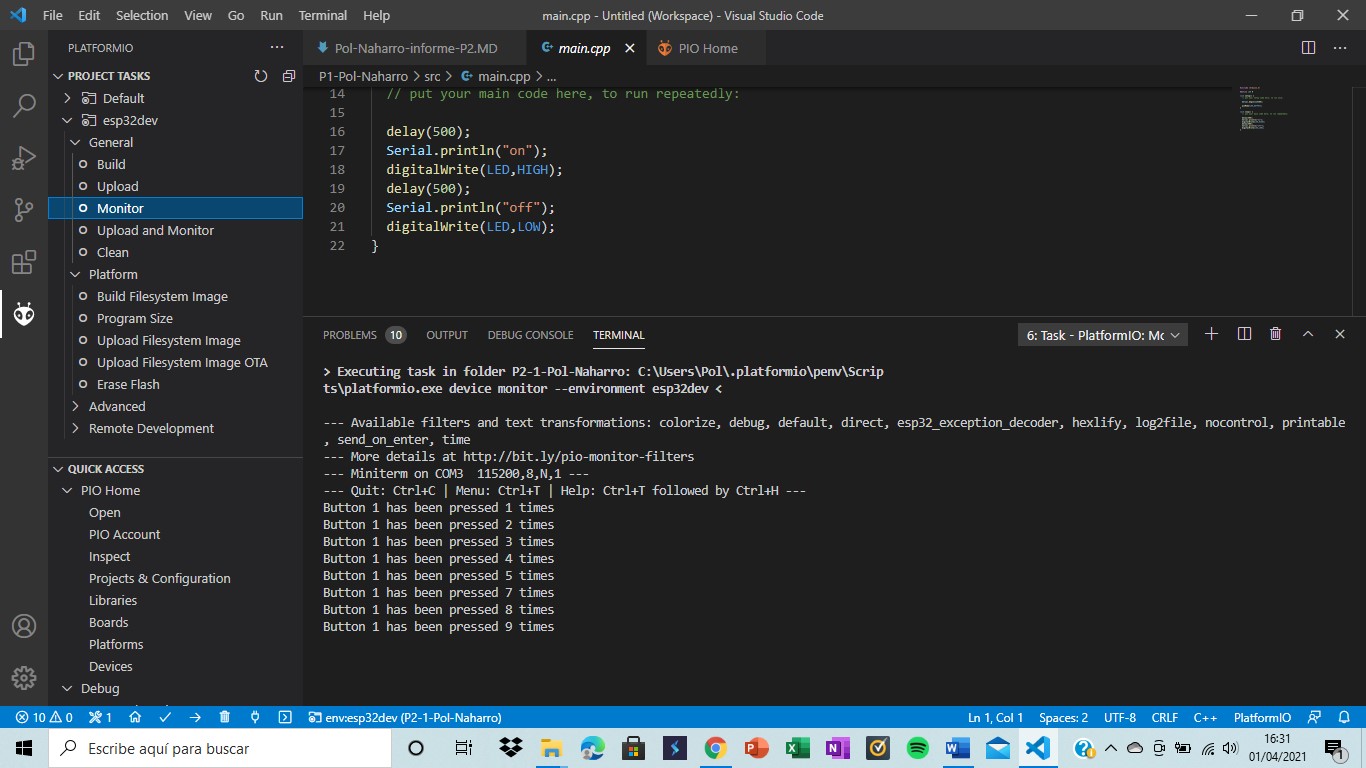 File Edit Selection View Go Run Terminal Help main.cpp - Untitled (Workspace) - Visual Studio Code
PLATFORMIO
PROJECT TASKS
Default
esp32dev
General
Build
Upload
Monitor
Upload and Monitor
Clean
Platform
Build Filesystem Image
Program Size
Upload Filesystem Image
Upload Filesystem Image OTA
Erase Flash
Advanced
Remote Development
QUICK ACCESS
PIO Home
Open
PIO Account
Inspect
Projects & Configuration
Libraries
Boards
Platforms
Devices
Debug
Pol-Naharro-informe-P2.MD main.cpp PIO Home
P1-Pol-Naharro > src > main.cpp > ...
14 // put your main code here, to run repeatedly:
15
16 delay(500);
17 Serial.println("on");
18 digitalWrite(LED,HIGH);
19 delay(500);
20 Serial.println("off");
21 digitalWrite(LED,LOW);
22 }
PROBLEMS 10 OUTPUT DEBUG CONSOLE TERMINAL 6: Task - PlatformIO: Mc
> Executing task in folder P2-1-Pol-Naharro: C:\Users\Pol\.platformio\penv\Scrip
ts\platformio.exe device monitor --environment esp32dev <
--- Available filters and text transformations: colorize, debug, default, direct, esp32_exception_decoder, hexlify, log2file, nocontrol, printable
, send_on_enter, time
--- More details at http://bit.ly/pio-monitor-filters
--- Miniterm on COM3  115200,8,N,1 ---
--- Quit: Ctrl+C | Menu: Ctrl+T | Help: Ctrl+T followed by Ctrl+H ---
Button 1 has been pressed 1 times
Button 1 has been pressed 2 times
Button 1 has been pressed 3 times
Button 1 has been pressed 4 times
Button 1 has been pressed 5 times
Button 1 has been pressed 7 times
Button 1 has been pressed 8 times
Button 1 has been pressed 9 times
10 0 1 env:esp32dev (P2-1-Pol-Naharro) Ln 1, Col 1 Spaces: 2 UTF-8 CRLF C++ PlatformIO
Escribe aquí para buscar
16:31
01/04/2021
1